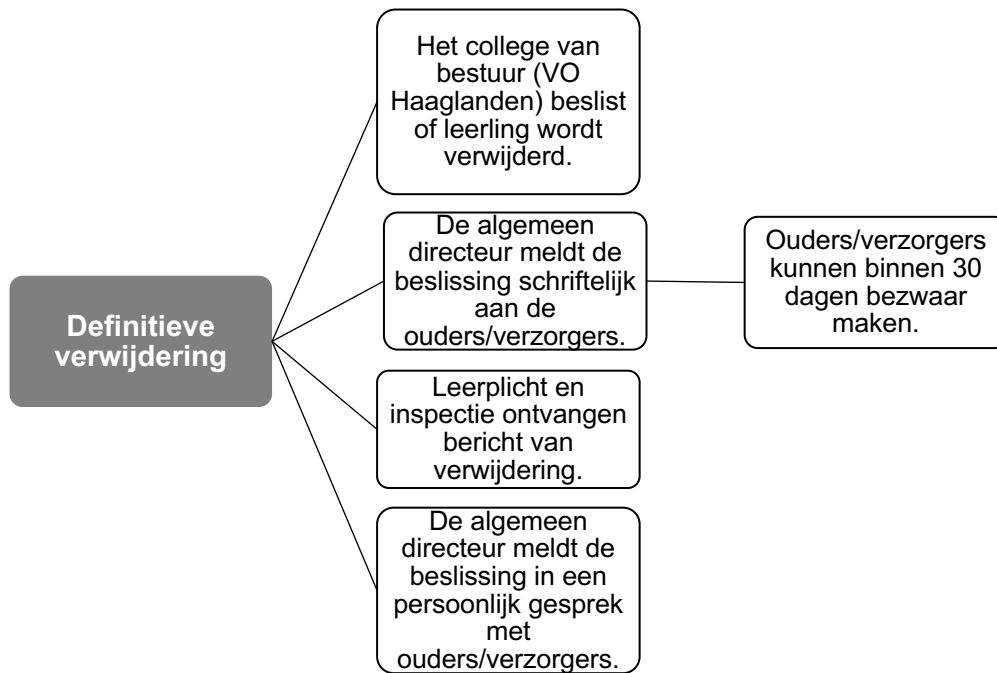 Definitieve
verwijdering
Het college van
bestuur (VO
Haaglanden) beslist
of leerling wordt
verwijderd.
De algemeen
directeur meldt de
beslissing schriftelijk
aan de
ouders/verzorgers.
Ouders/verzorgers
kunnen binnen 30
dagen bezwaar
maken.
Leerplicht en
inspectie ontvangen
bericht van
verwijdering.
De algemeen
directeur meldt de
beslissing in een
persoonlijk gesprek
met
ouders/verzorgers.